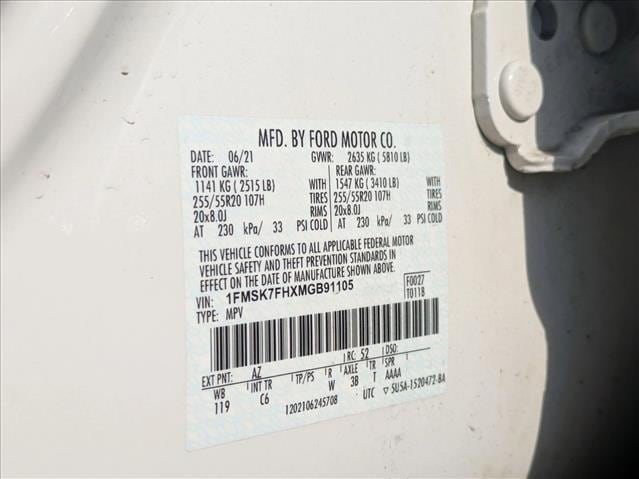 MFD. BY FORD MOTOR CO.
DATE: 06/21 GVWR: 2635 KG ( 5810 LB)
FRONT GAWR: REAR GAWR:
1141 KG ( 2515 LB) WITH 1547 KG ( 3410 LB) WITH
255/55R20 107H TIRES 255/55R20 107H TIRES
20x8.0J RIMS 20x8.0J RIMS
AT 230 kPa/ 33 PSI COLD AT 230 kPa/ 33 PSI COLD
THIS VEHICLE CONFORMS TO ALL APPLICABLE FEDERAL MOTOR
VEHICLE SAFETY AND THEFT PREVENTION STANDARDS IN
EFFECT ON THE DATE OF MANUFACTURE SHOWN ABOVE.
VIN: 1FMSK7FHXMGB91105 F0027
TYPE: MPV T0118
EXT PNT: AZ RC: 52 DSO:
WB INT TR TP/PS R AXLE TR SPR
119 C6 W 3B T AAAA
1202106245708 UTC ▽ 5U5A-1520472-BA